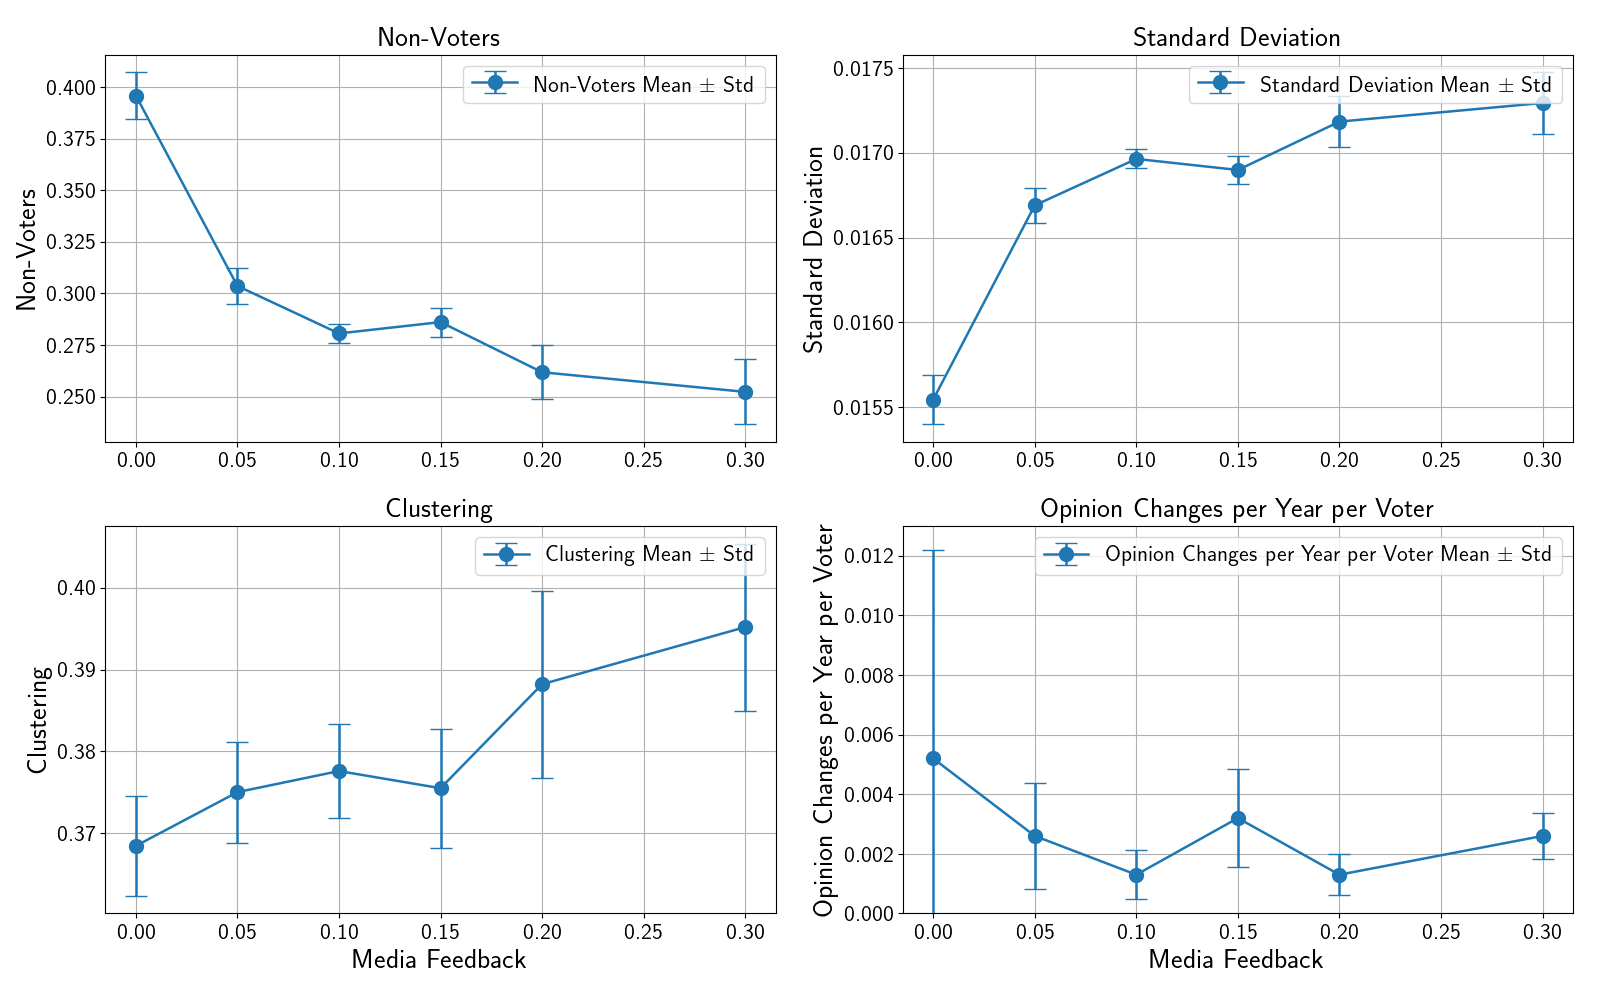 Non-Voters
Non-Voters Mean ± Std
Non-Voters
0.400
0.375
0.350
0.325
0.300
0.275
0.250
0.00 0.05 0.10 0.15 0.20 0.25 0.30
Standard Deviation
Standard Deviation Mean ± Std
Standard Deviation
0.0175
0.0170
0.0165
0.0160
0.0155
0.00 0.05 0.10 0.15 0.20 0.25 0.30
Clustering
Clustering Mean ± Std
Clustering
0.40
0.39
0.38
0.37
0.00 0.05 0.10 0.15 0.20 0.25 0.30
Media Feedback
Opinion Changes per Year per Voter
Opinion Changes per Year per Voter Mean ± Std
Opinion Changes per Year per Voter
0.012
0.010
0.008
0.006
0.004
0.002
0.000
0.00 0.05 0.10 0.15 0.20 0.25 0.30
Media Feedback